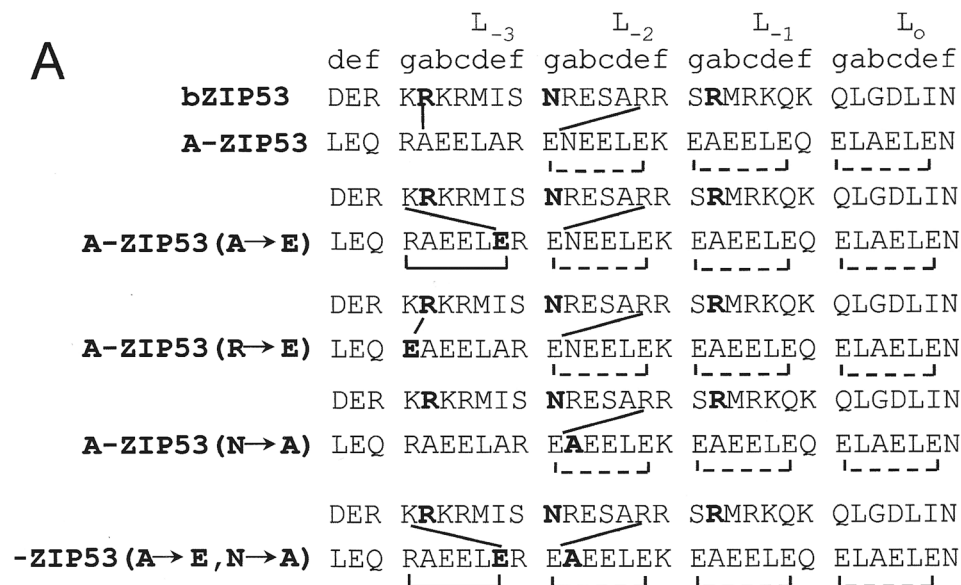 L-3 L-2 L-1 Lo
A def gabcdef gabcdef gabcdef gabcdef
bZIP53 DER KRKRMIS NRESARR SRMRKQK QLGDLIN
A-ZIP53 LEQ RAEELAR ENEELEK EAEELEQ ELAELEN
DER KRKRMIS NRESARR SRMRKQK QLGDLIN
A-ZIP53(A→E) LEQ RAEELER ENEELEK EAEELEQ ELAELEN
DER KRKRMIS NRESARR SRMRKQK QLGDLIN
A-ZIP53(R→E) LEQ EAEELAR ENEELEK EAEELEQ ELAELEN
DER KRKRMIS NRESARR SRMRKQK QLGDLIN
A-ZIP53(N→A) LEQ RAEELAR EAEELEK EAEELEQ ELAELEN
DER KRKRMIS NRESARR SRMRKQK QLGDLIN
-ZIP53(A→E,N→A) LEQ RAEELER EAEELEK EAEELEQ ELAELEN